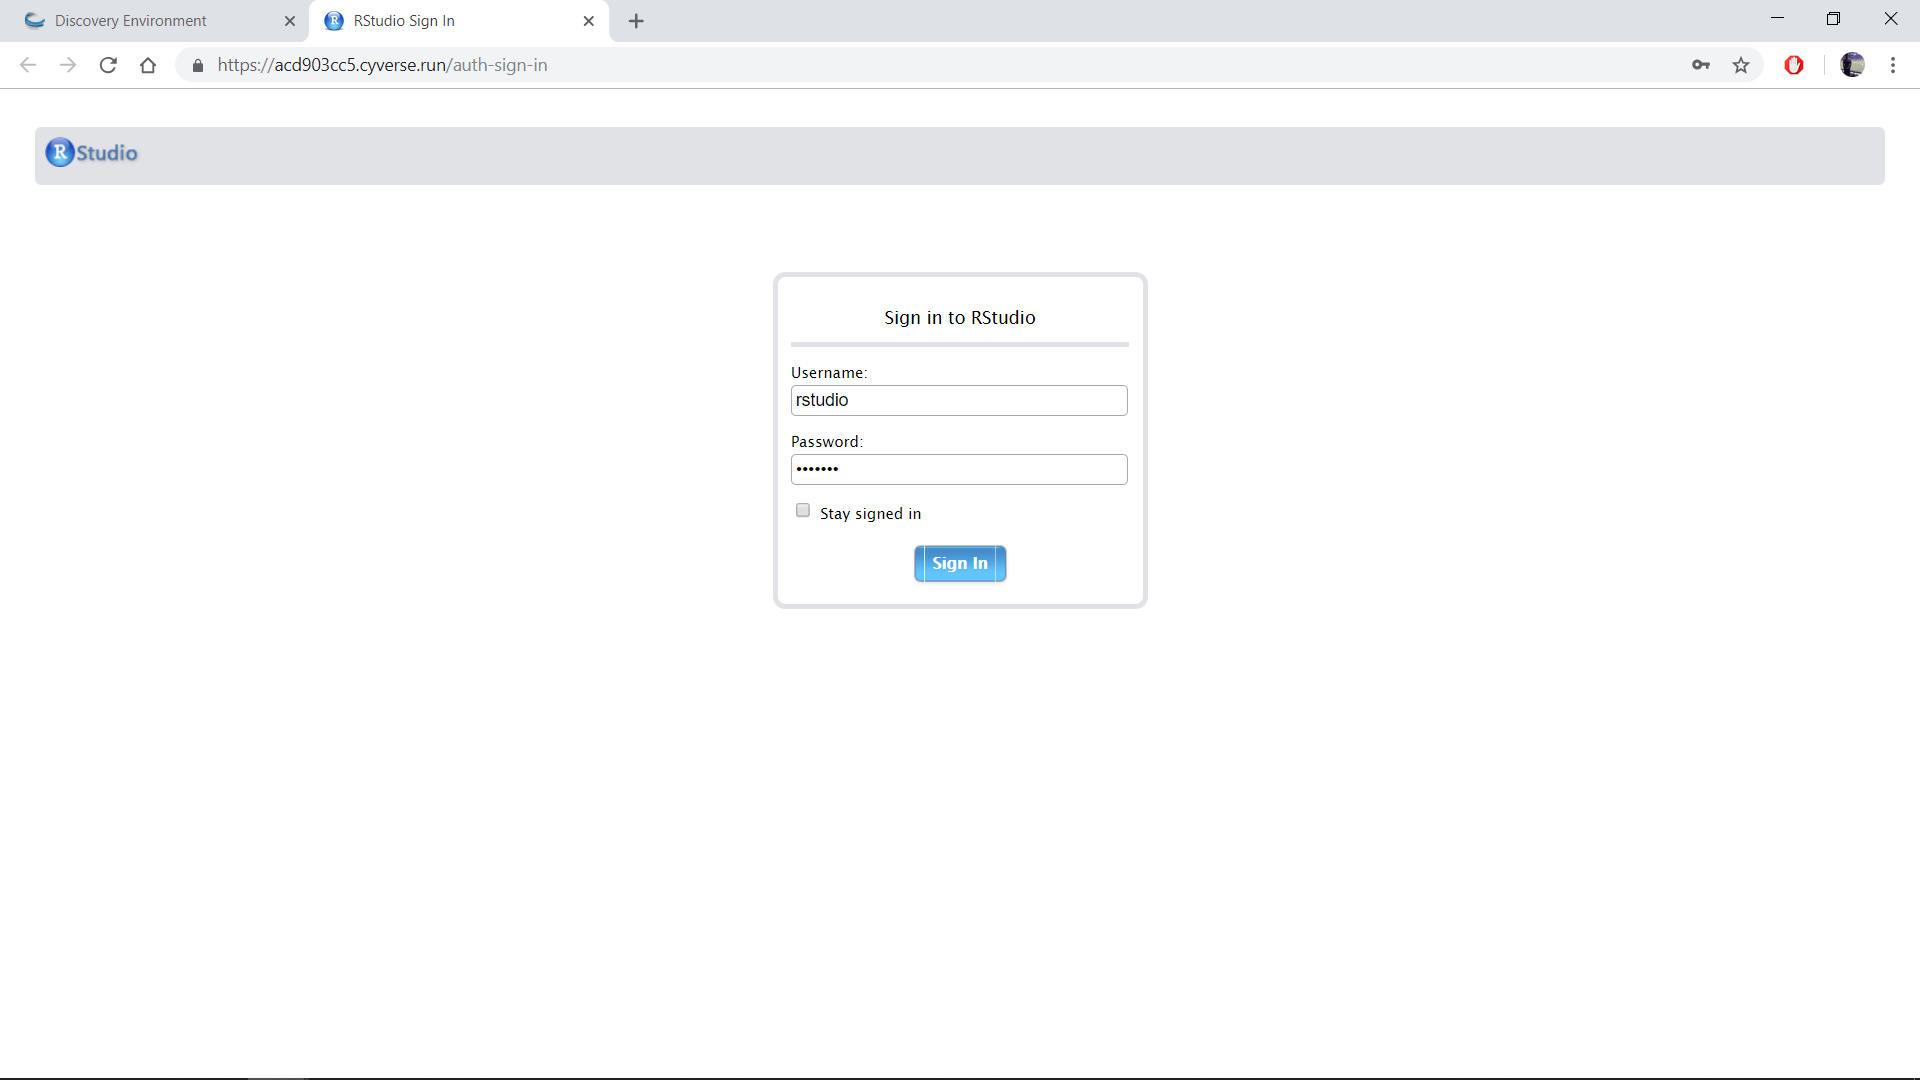 Discovery Environment
RStudio Sign In
https://acd903cc5.cyverse.run/auth-sign-in
R Studio
Sign in to RStudio
Username:
rstudio
Password:
•••••••
Stay signed in
Sign In